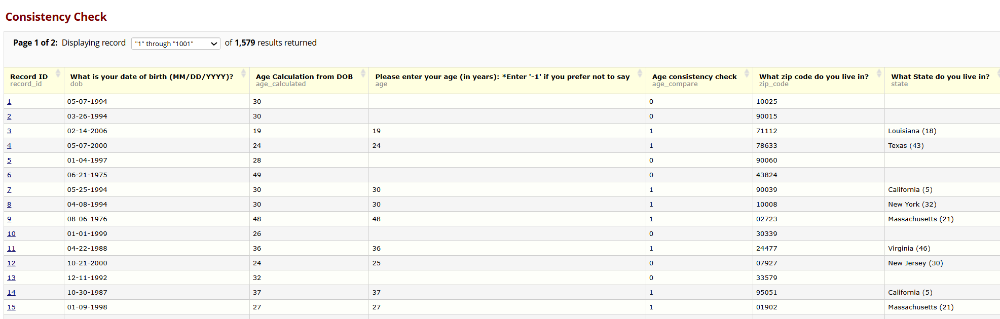 Consistency Check
Page 1 of 2: Displaying record "1" through "1001" of 1,579 results returned
Record ID What is your date of birth (MM/DD/YYYY)? Age Calculation from DOB Please enter your age (in years): *Enter '-1' if you prefer not to say Age consistency check What zip code do you live in? What State do you live in?
record_id dob age_calculated age age_compare zip_code state
1 05-07-1994 30 0 10025
2 03-26-1994 30 0 90015
3 02-14-2006 19 19 1 71112 Louisiana (18)
4 05-07-2000 24 24 1 78633 Texas (43)
5 01-04-1997 28 0 90060
6 06-21-1975 49 0 43824
7 05-25-1994 30 30 1 90039 California (5)
8 04-08-1994 30 30 1 10008 New York (32)
9 08-06-1976 48 48 1 02723 Massachusetts (21)
10 01-01-1999 26 0 30339
11 04-22-1988 36 36 1 24477 Virginia (46)
12 10-21-2000 24 25 0 07927 New Jersey (30)
13 12-11-1992 32 0 33579
14 10-30-1987 37 37 1 95051 California (5)
15 01-09-1998 27 27 1 01902 Massachusetts (21)